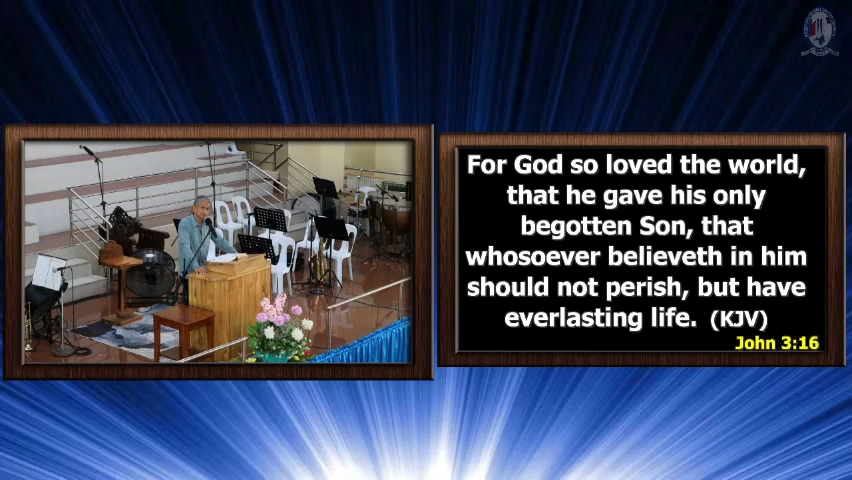 For God so loved the world,
that he gave his only
begotten Son, that
whosoever believeth in him
should not perish, but have
everlasting life.  (KJV)
John 3:16